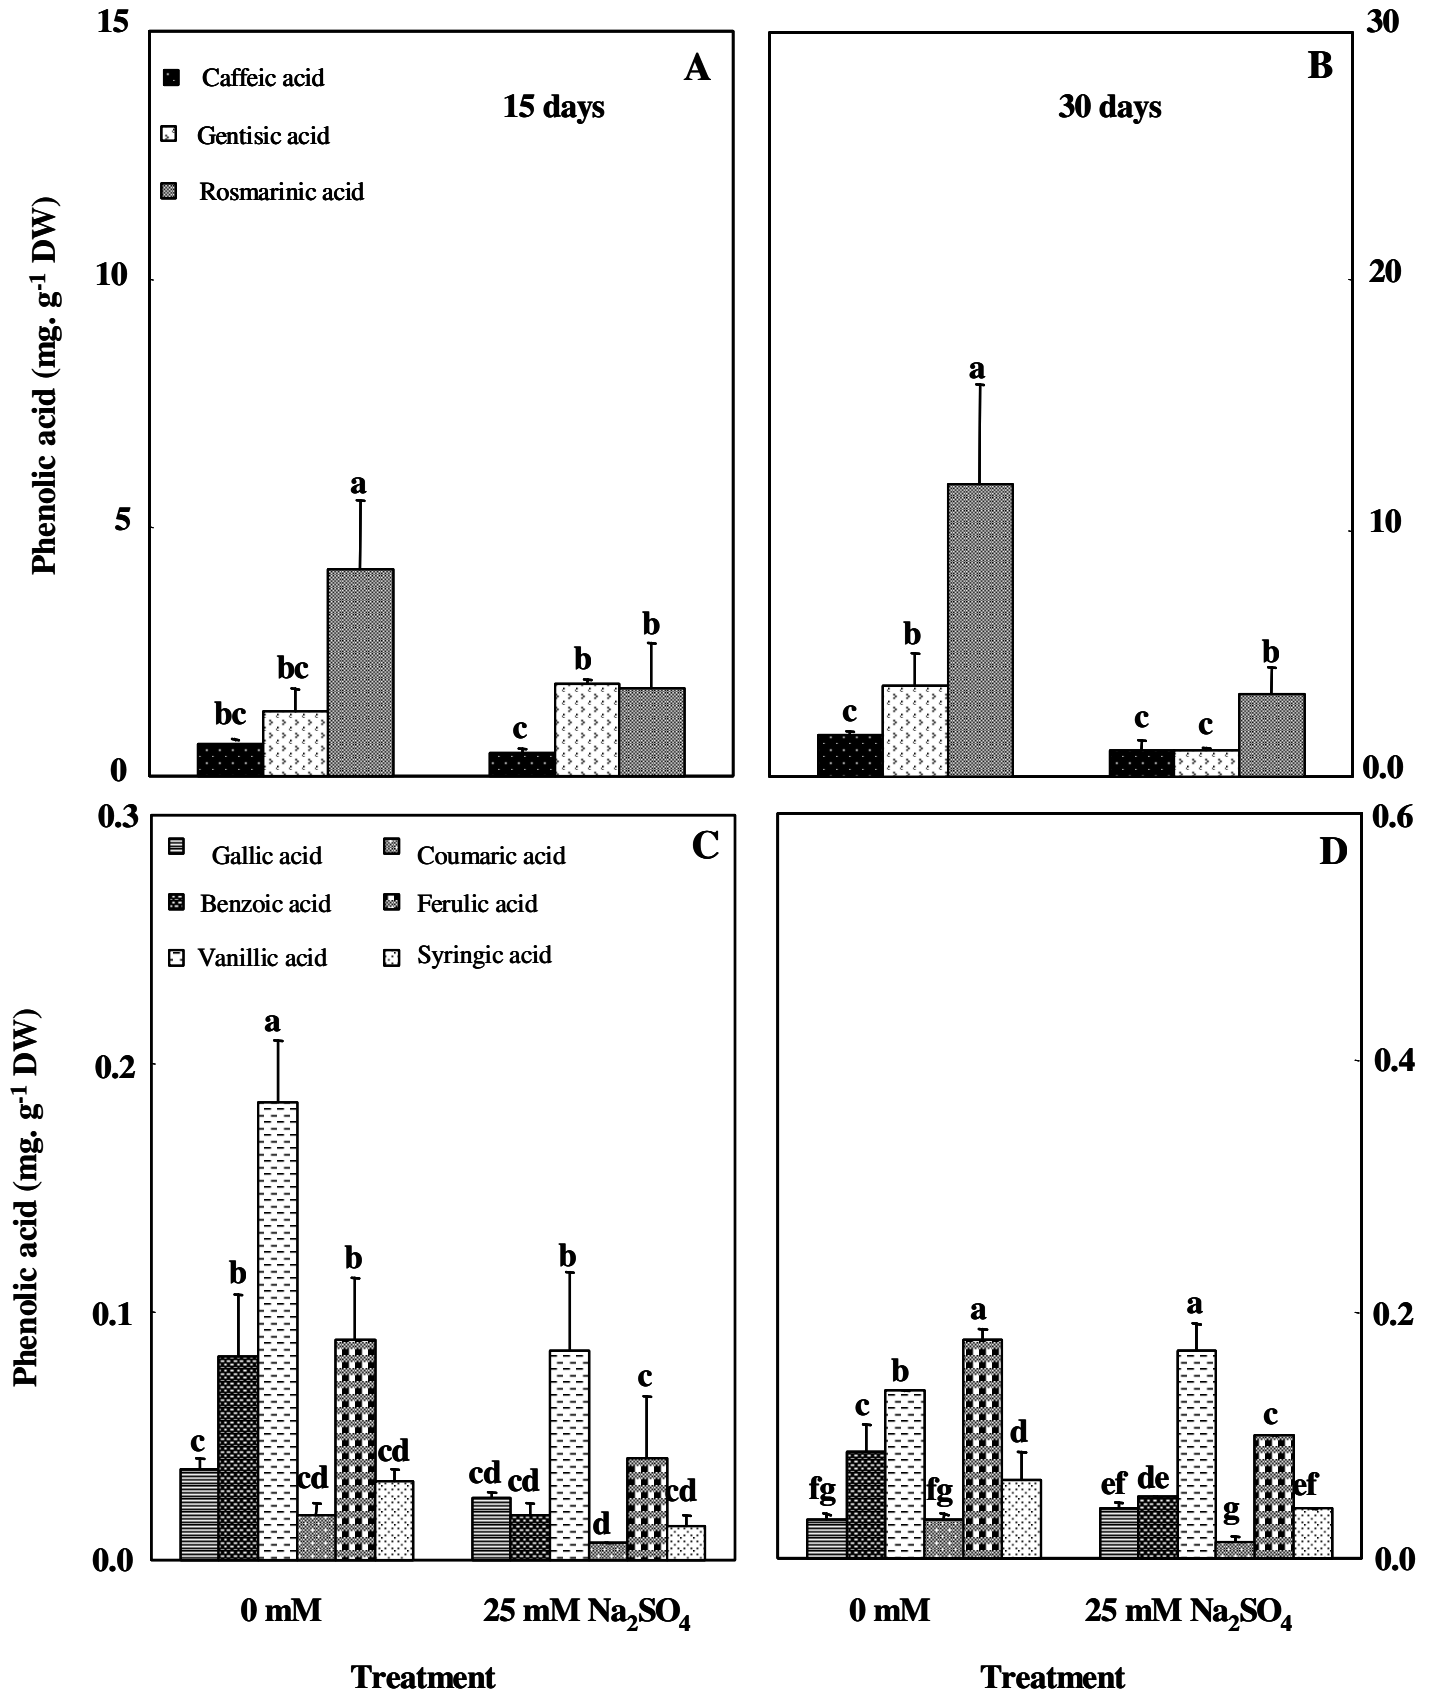 15
A
Caffeic acid
15 days
Gentisic acid
Rosmarinic acid
Phenolic acid (mg. g⁻¹ DW)
10
5
0
a
bc
bc
b
b
c
30
B
30 days
20
10
0.0
a
b
c
b
c
c
0.3
C
Gallic acid
Coumaric acid
Benzoic acid
Ferulic acid
Vanillic acid
Syringic acid
Phenolic acid (mg. g⁻¹ DW)
0.2
0.1
0.0
c
b
a
cd
b
cd
cd
cd
b
d
c
cd
0 mM
25 mM Na₂SO₄
Treatment
0.6
D
0.4
0.2
0.0
fg
c
b
fg
a
d
ef
de
a
g
c
ef
0 mM
25 mM Na₂SO₄
Treatment